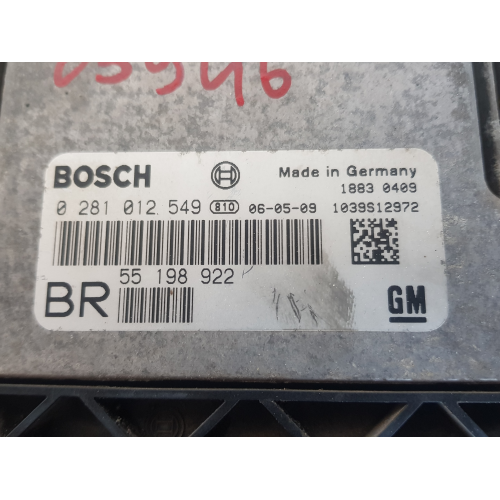 BOSCH Made in Germany
1883 0409
0 281 012 549 810 06-05-09 1039S12972
BR 55 198 922
GM